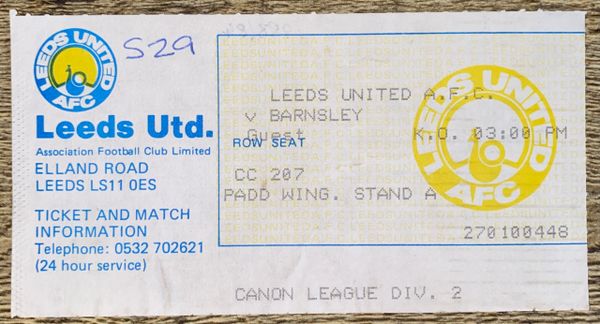 LEEDS UNITED AFC
S29
Leeds Utd.
Association Football Club Limited
ELLAND ROAD
LEEDS LS11 0ES
TICKET AND MATCH
INFORMATION
Telephone: 0532 702621
(24 hour service)
LEEDS UNITED A.F.C.
v BARNSLEY
Guest K.O. 03:00 PM
ROW SEAT
CC 207
PADD WING. STAND A
LEEDS UNITED AFC
270100448
CANON LEAGUE DIV. 2